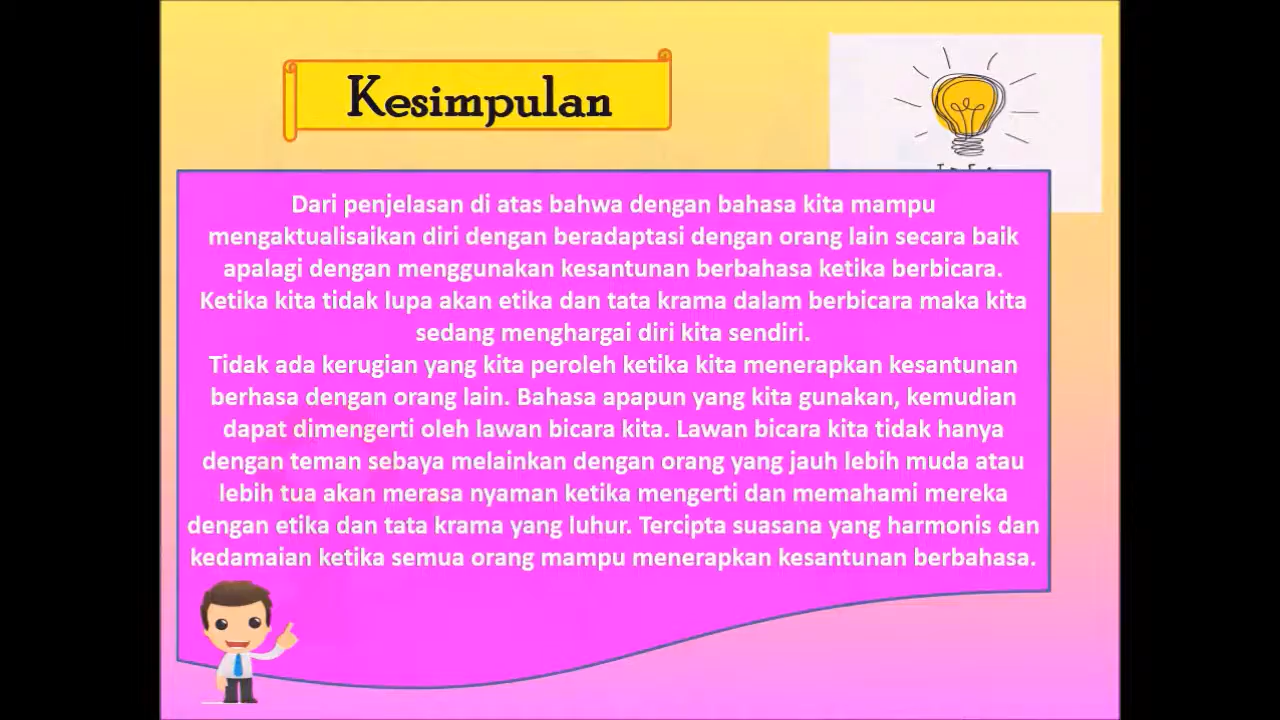 Kesimpulan
Dari penjelasan di atas bahwa dengan bahasa kita mampu
mengaktualisaikan diri dengan beradaptasi dengan orang lain secara baik
apalagi dengan menggunakan kesantunan berbahasa ketika berbicara.
Ketika kita tidak lupa akan etika dan tata krama dalam berbicara maka kita
sedang menghargai diri kita sendiri.
Tidak ada kerugian yang kita peroleh ketika kita menerapkan kesantunan
berhasa dengan orang lain. Bahasa apapun yang kita gunakan, kemudian
dapat dimengerti oleh lawan bicara kita. Lawan bicara kita tidak hanya
dengan teman sebaya melainkan dengan orang yang jauh lebih muda atau
lebih tua akan merasa nyaman ketika mengerti dan memahami mereka
dengan etika dan tata krama yang luhur. Tercipta suasana yang harmonis dan
kedamaian ketika semua orang mampu menerapkan kesantunan berbahasa.